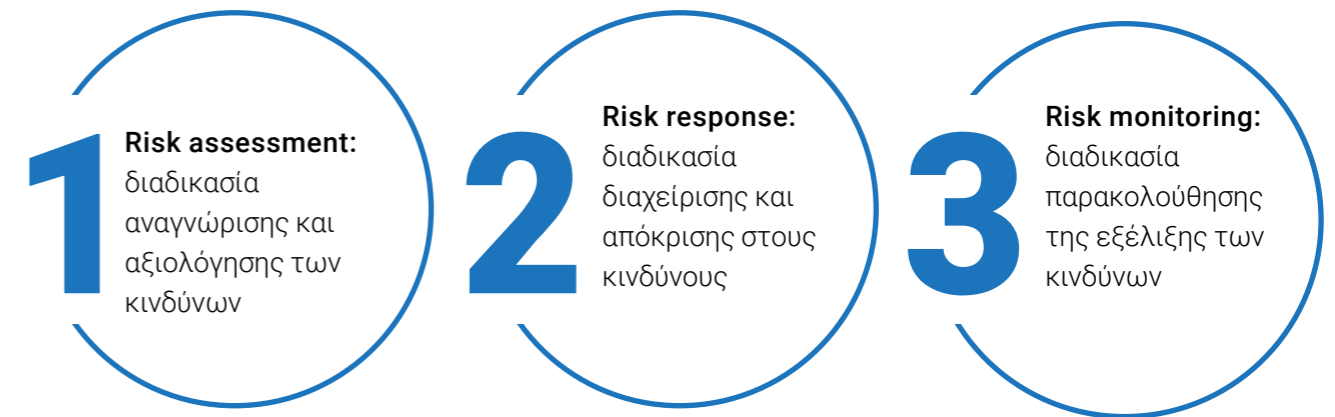 1
Risk assessment:
διαδικασία
αναγνώρισης και
αξιολόγησης των
κινδύνων
2
Risk response:
διαδικασία
διαχείρισης και
απόκρισης στους
κινδύνους
3
Risk monitoring:
διαδικασία
παρακολούθησης
της εξέλιξης των
κινδύνων